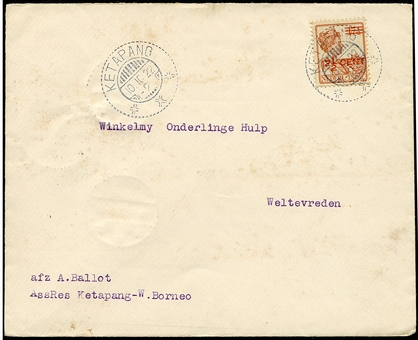 KETAPANG
Winkelmy Onderlinge Hulp
Weltevreden
afz A.Ballot
AssRes Ketapang-W.Borneo